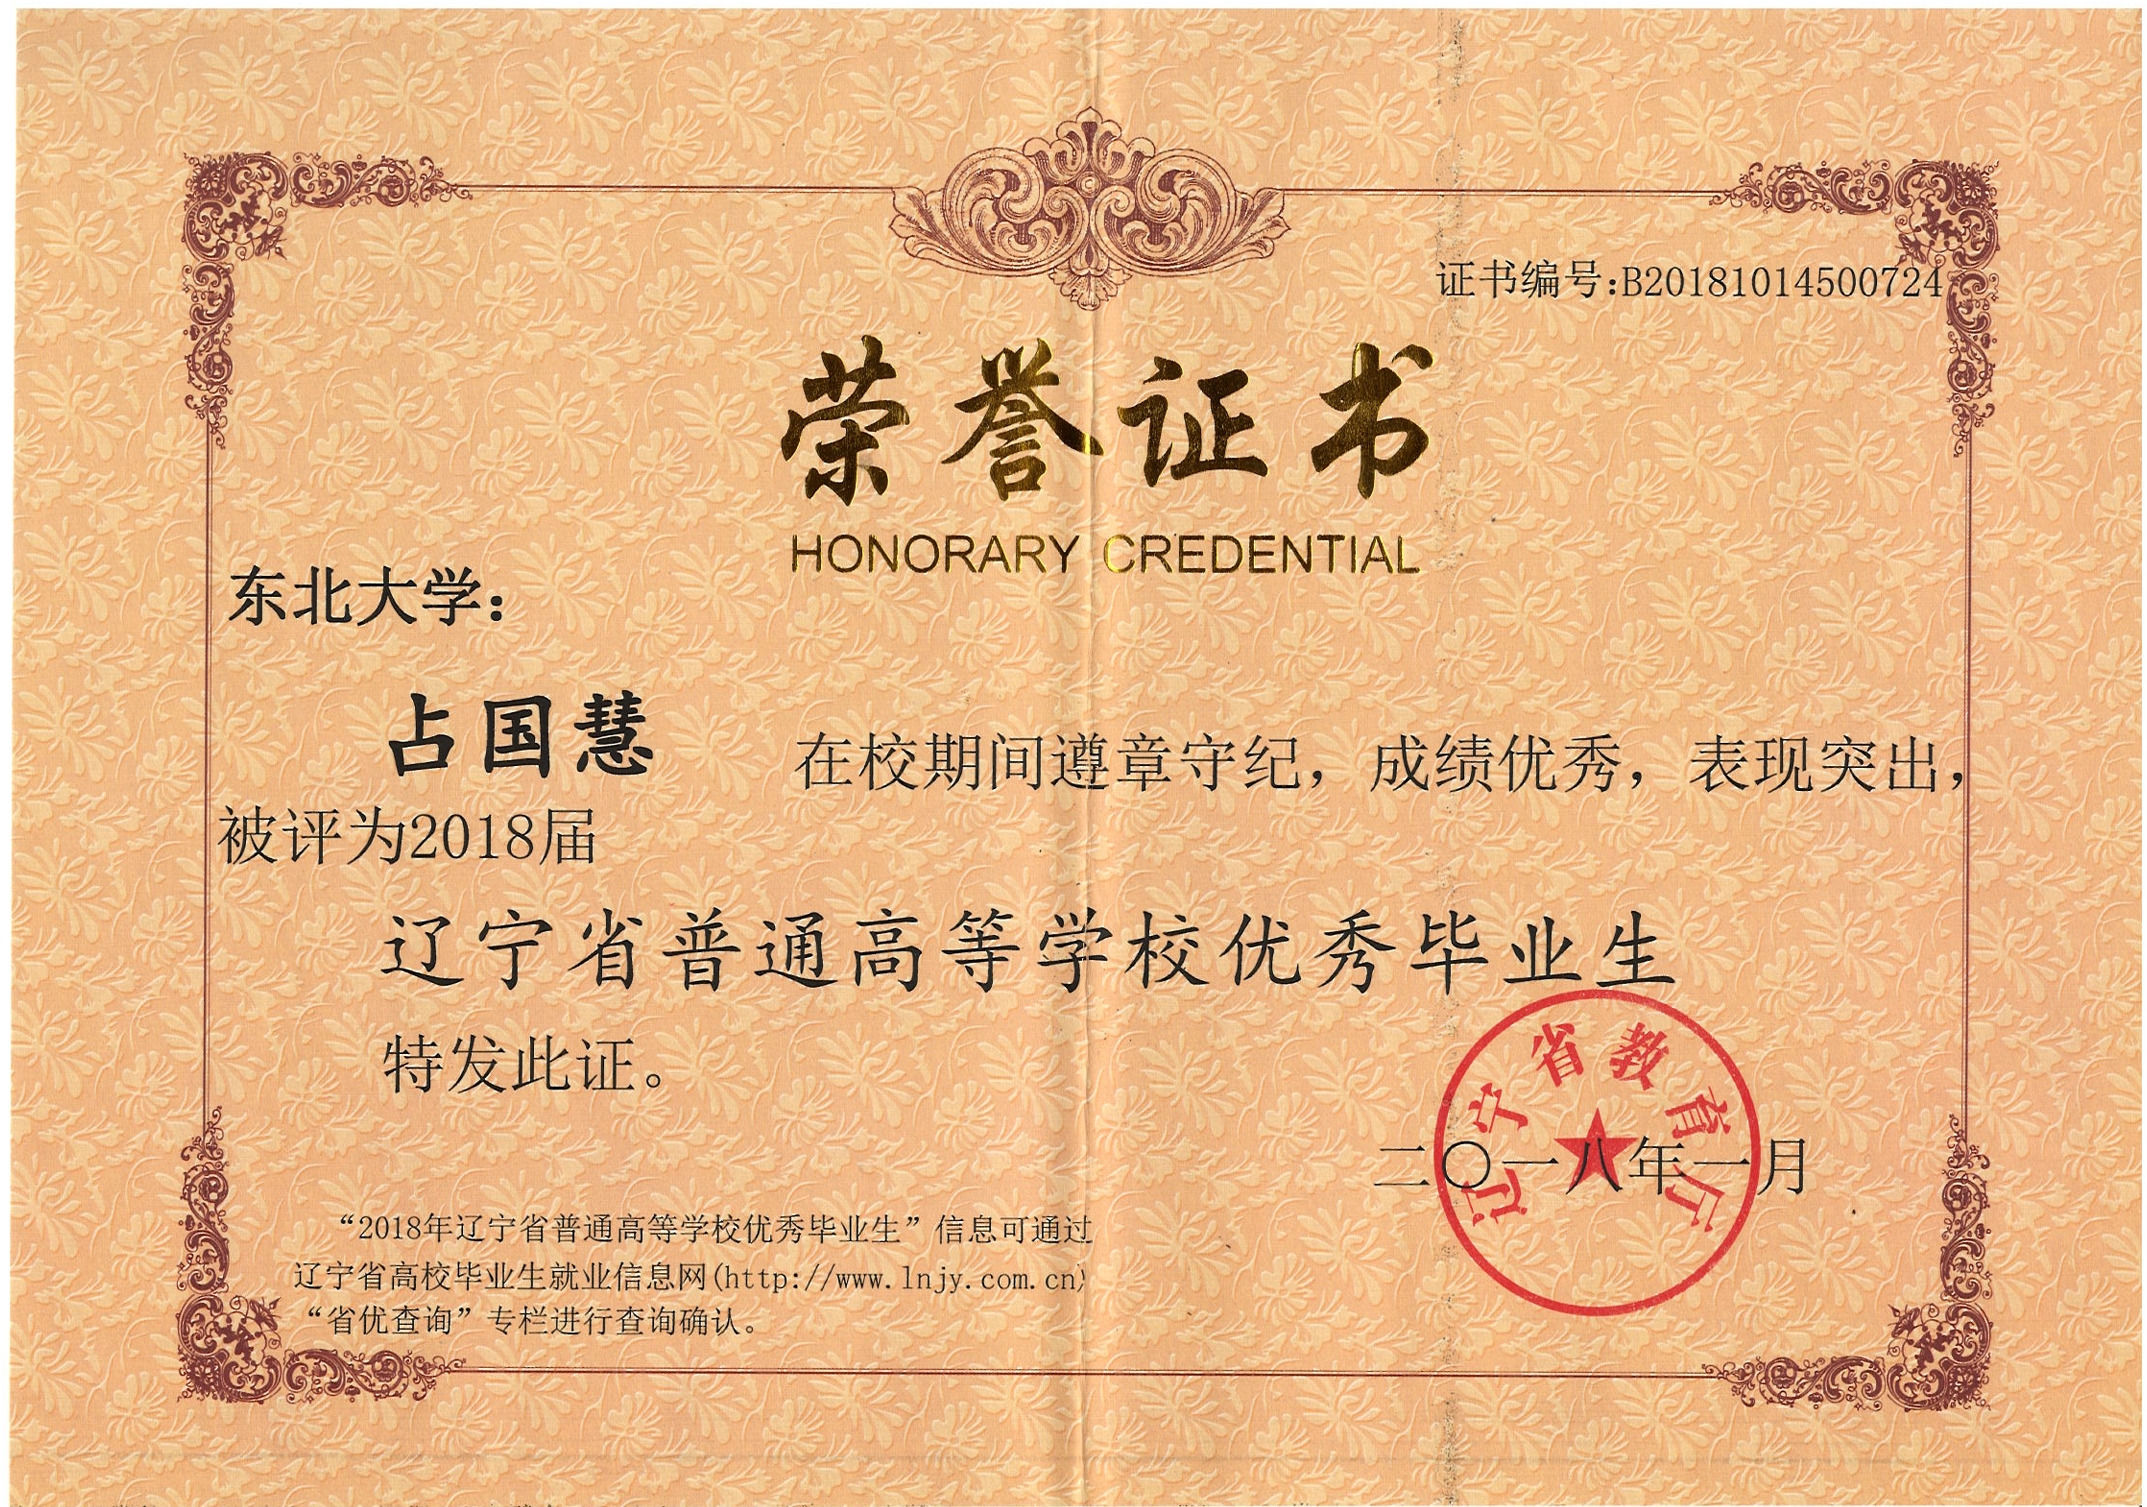 证书编号:B20181014500724
荣誉证书
HONORARY CREDENTIAL
东北大学：
占国慧 在校期间遵章守纪，成绩优秀，表现突出，
被评为2018届
辽宁省普通高等学校优秀毕业生
特发此证。
辽宁省教育厅
二〇一八年一月
“2018年辽宁省普通高等学校优秀毕业生”信息可通过
辽宁省高校毕业生就业信息网(http://www.lnjy.com.cn)
“省优查询”专栏进行查询确认。